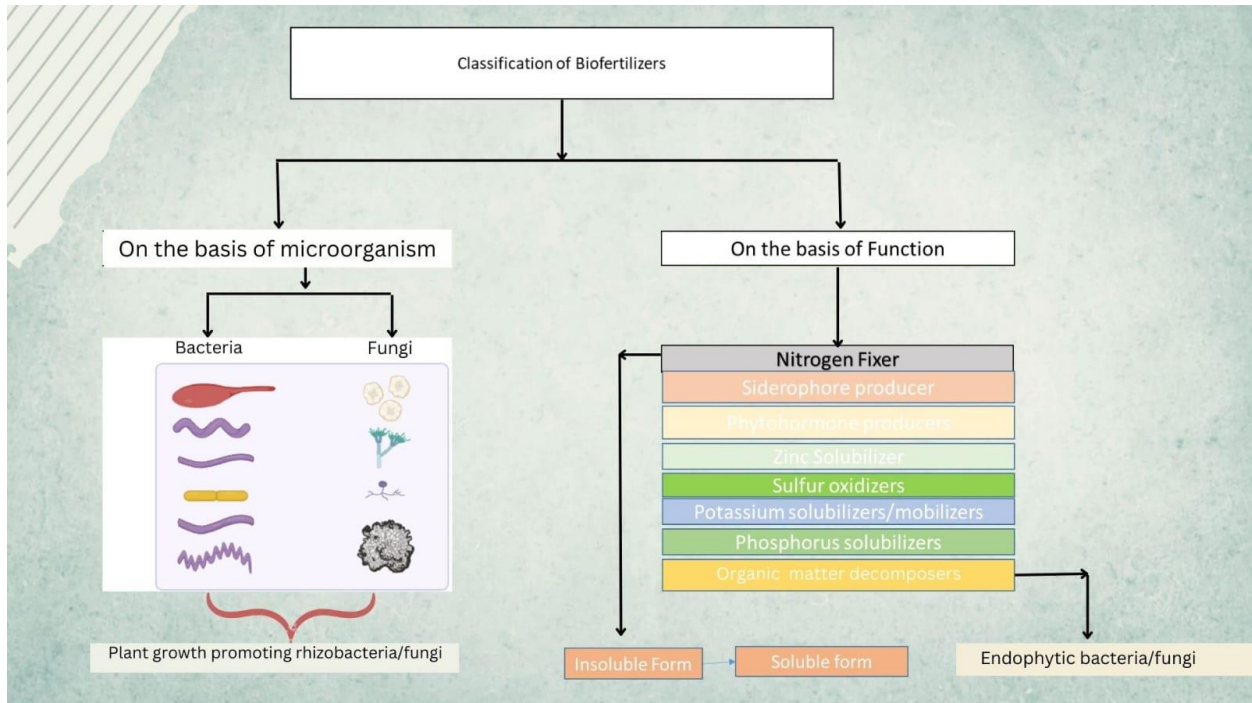 Classification of Biofertilizers
On the basis of microorganism
On the basis of Function
Bacteria
Fungi
Nitrogen Fixer
Siderophore producer
Phytohormone producers
Zinc Solubilizer
Sulfur oxidizers
Potassium solubilizers/mobilizers
Phosphorus solubilizers
Organic matter decomposers
Plant growth promoting rhizobacteria/fungi
Insoluble Form
Soluble form
Endophytic bacteria/fungi